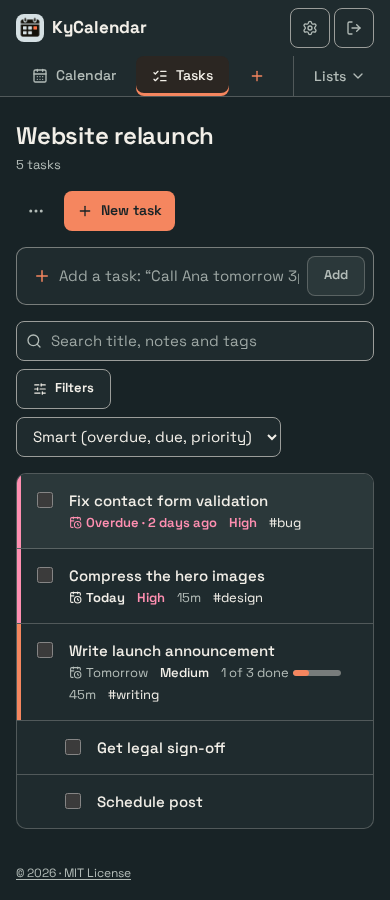 KyCalendar
Calendar
Tasks
Lists
Website relaunch
5 tasks
New task
Add a task: “Call Ana tomorrow 3
Add
Search title, notes and tags
Filters
Smart (overdue, due, priority)
Fix contact form validation
Overdue · 2 days ago High #bug
Compress the hero images
Today High 15m #design
Write launch announcement
Tomorrow Medium 1 of 3 done
45m #writing
Get legal sign-off
Schedule post
© 2026 · MIT License